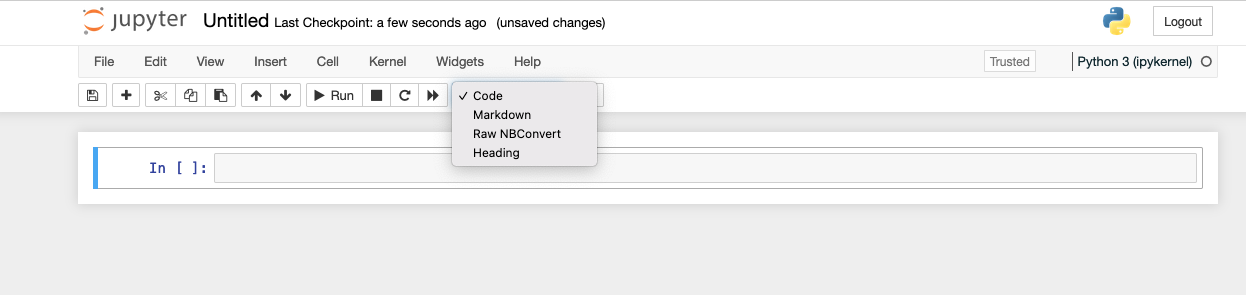 jupyter Untitled Last Checkpoint: a few seconds ago (unsaved changes) Logout
File Edit View Insert Cell Kernel Widgets Help Trusted Python 3 (ipykernel)
Run
✓ Code
Markdown
Raw NBConvert
Heading
In [ ]: